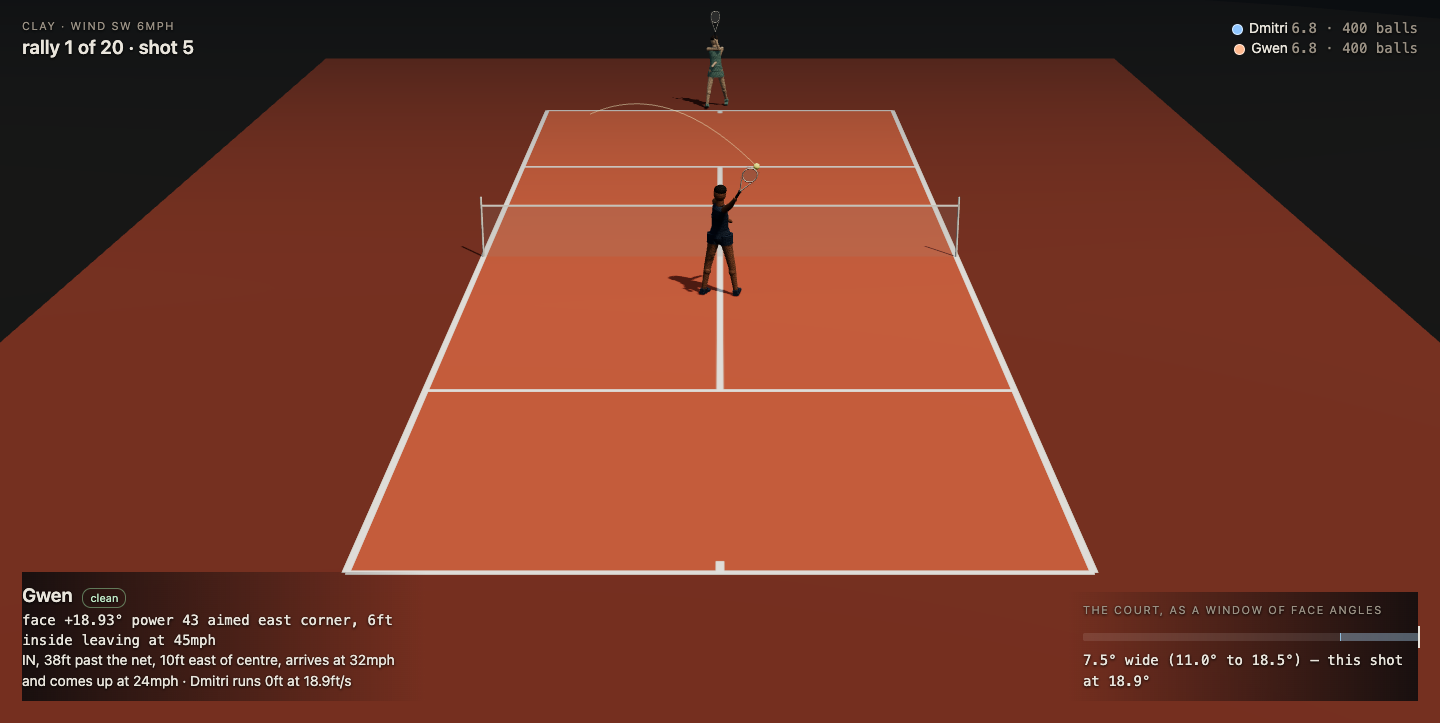 CLAY · WIND SW 6MPH
rally 1 of 20 · shot 5
Dmitri 6.8 · 400 balls
Gwen 6.8 · 400 balls
Gwen clean
face +18.93° power 43 aimed east corner, 6ft
inside leaving at 45mph
IN, 38ft past the net, 10ft east of centre, arrives at 32mph
and comes up at 24mph · Dmitri runs 0ft at 18.9ft/s
THE COURT, AS A WINDOW OF FACE ANGLES
7.5° wide (11.0° to 18.5°) — this shot
at 18.9°